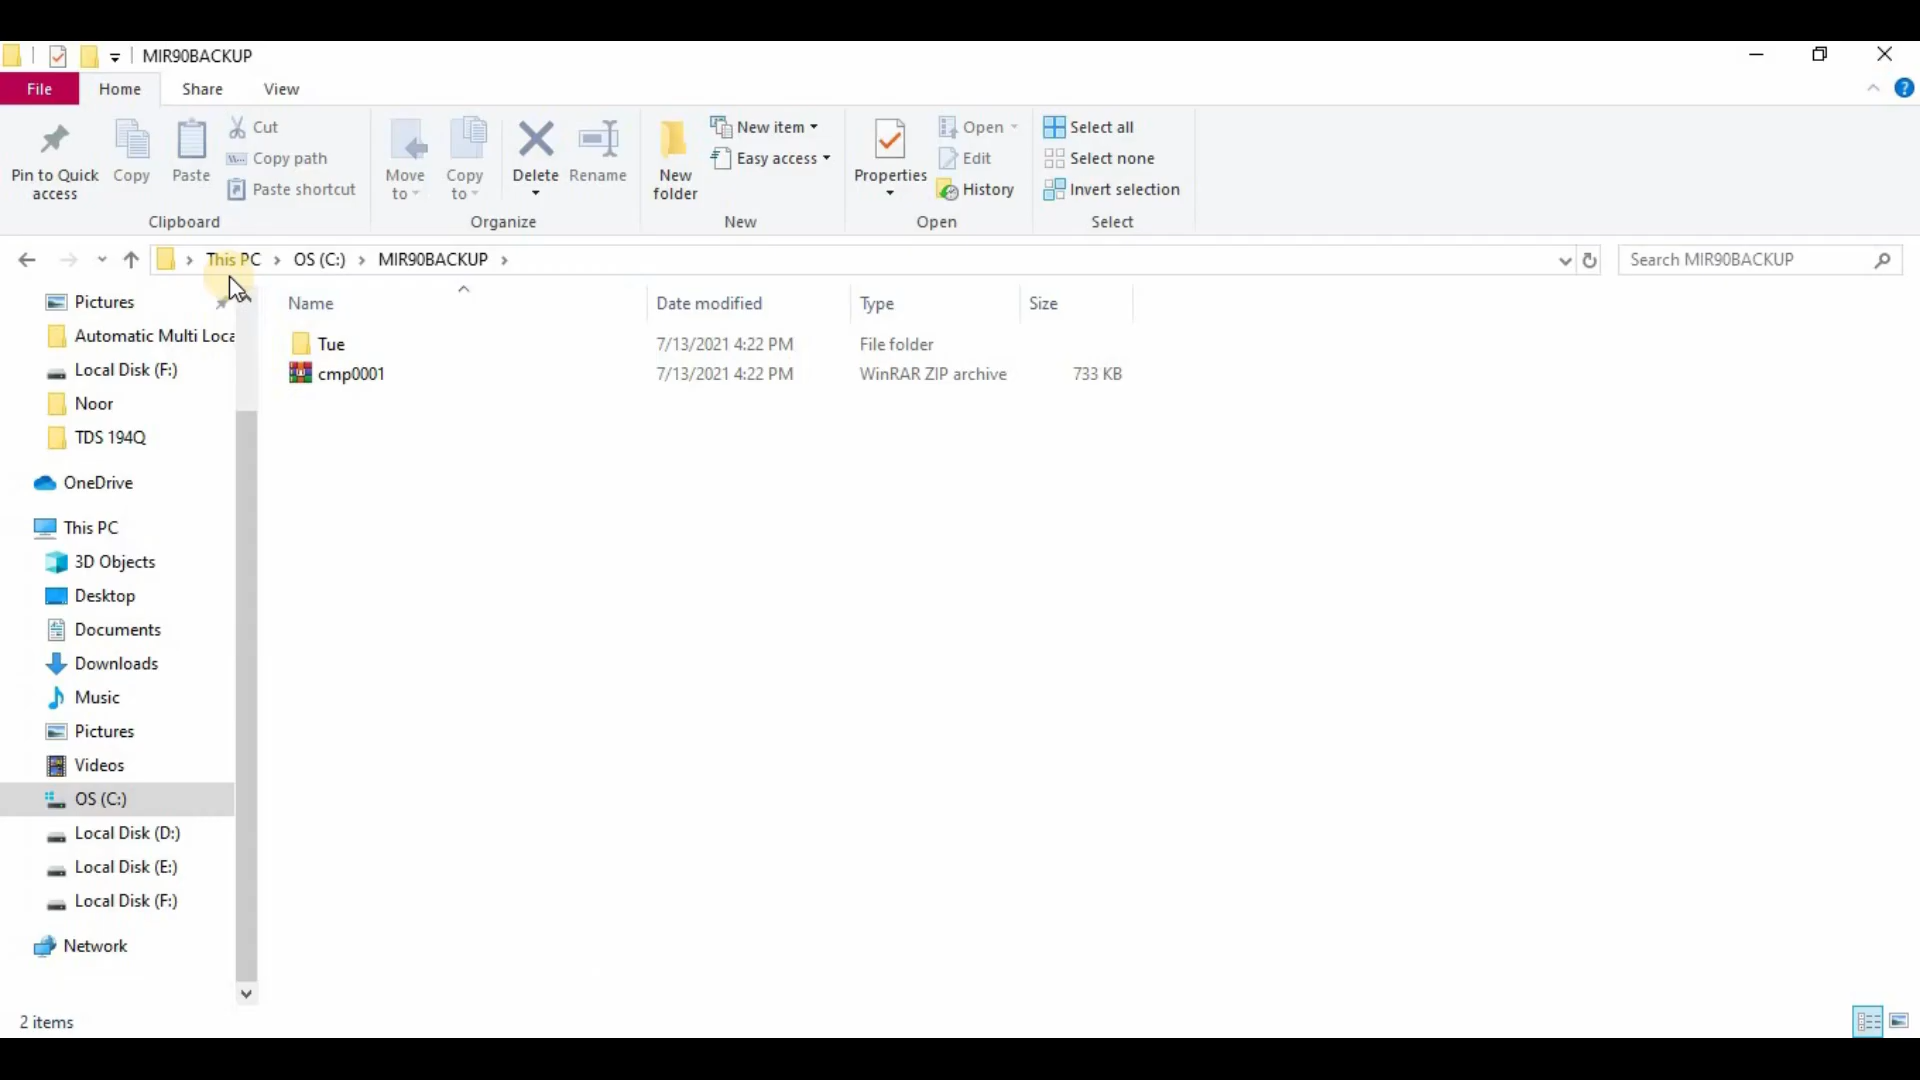 MIR90BACKUP
File Home Share View
Pin to Quick access
Copy
Paste
Cut
Copy path
Paste shortcut
Clipboard
Move to
Copy to
Delete
Rename
Organize
New folder
New item
Easy access
New
Properties
Open
Edit
History
Open
Select all
Select none
Invert selection
Select
This PC OS (C:) MIR90BACKUP
Search MIR90BACKUP
Pictures
Automatic Multi Loca
Local Disk (F:)
Noor
TDS 194Q
OneDrive
This PC
3D Objects
Desktop
Documents
Downloads
Music
Pictures
Videos
OS (C:)
Local Disk (D:)
Local Disk (E:)
Local Disk (F:)
Network
Name Date modified Type Size
Tue 7/13/2021 4:22 PM File folder
cmp0001 7/13/2021 4:22 PM WinRAR ZIP archive 733 KB
2 items